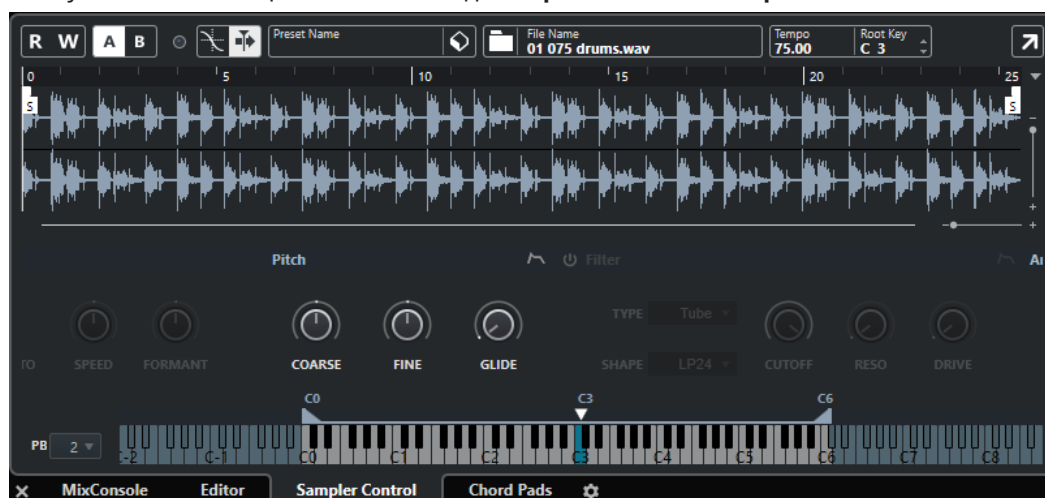 R W A B Preset Name File Name Tempo Root Key
01 075 drums.wav 75.00 C 3
0 5 10 15 20 25
S S
Pitch Filter
TYPE Tube
TO SPEED FORMANT COARSE FINE GLIDE SHAPE LP24 CUTOFF RESO DRIVE
C0 C3 C6
PB 2
C-2 C-1 C0 C1 C2 C3 C4 C5 C6 C7 C8
MixConsole Editor Sampler Control Chord Pads